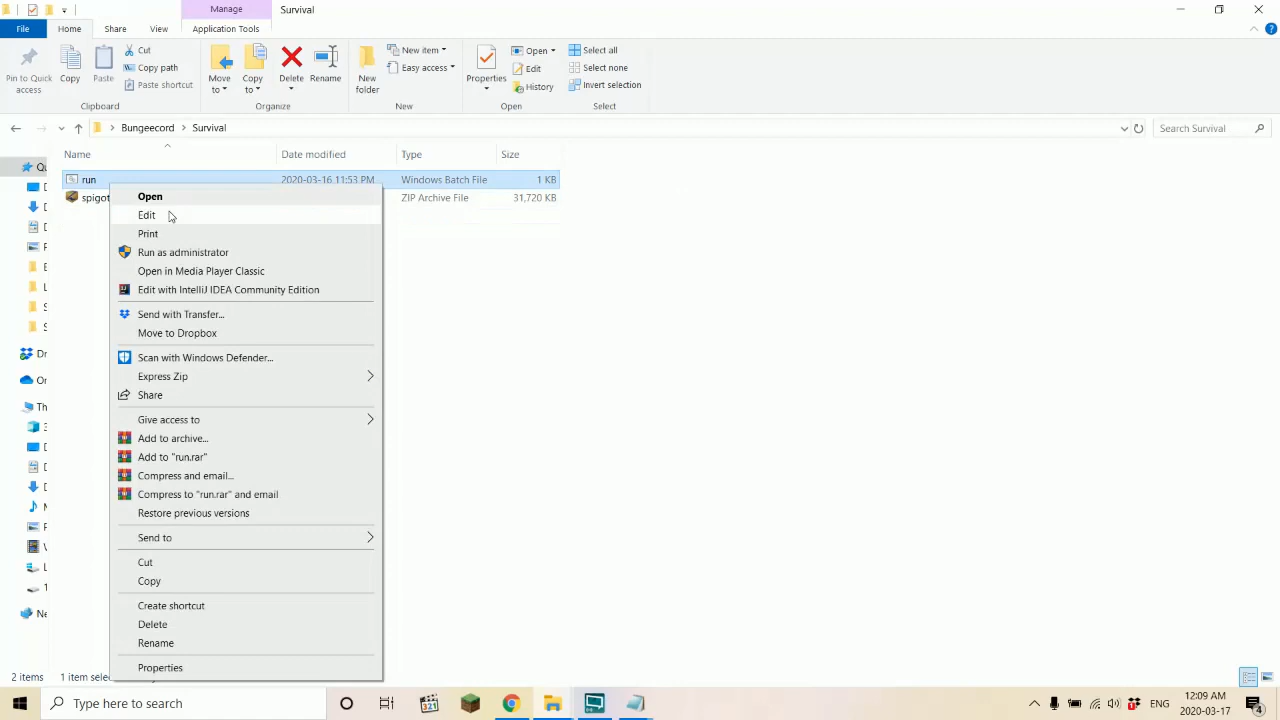 Manage
Survival
File
Home
Share
View
Application Tools
Pin to Quick access
Copy
Paste
Cut
Copy path
Paste shortcut
Clipboard
Move to
Copy to
Delete
Rename
Organize
New folder
New item
Easy access
New
Properties
Open
Edit
History
Open
Select all
Select none
Invert selection
Select
Bungeecord
Survival
Search Survival
Name
Date modified
Type
Size
run
2020-03-16 11:53 PM
Windows Batch File
1 KB
spigot
ZIP Archive File
31,720 KB
Open
Edit
Print
Run as administrator
Open in Media Player Classic
Edit with IntelliJ IDEA Community Edition
Send with Transfer...
Move to Dropbox
Scan with Windows Defender...
Express Zip
Share
Give access to
Add to archive...
Add to "run.rar"
Compress and email...
Compress to "run.rar" and email
Restore previous versions
Send to
Cut
Copy
Create shortcut
Delete
Rename
Properties
2 items
1 item selec
Type here to search
ENG
12:09 AM
2020-03-17
4